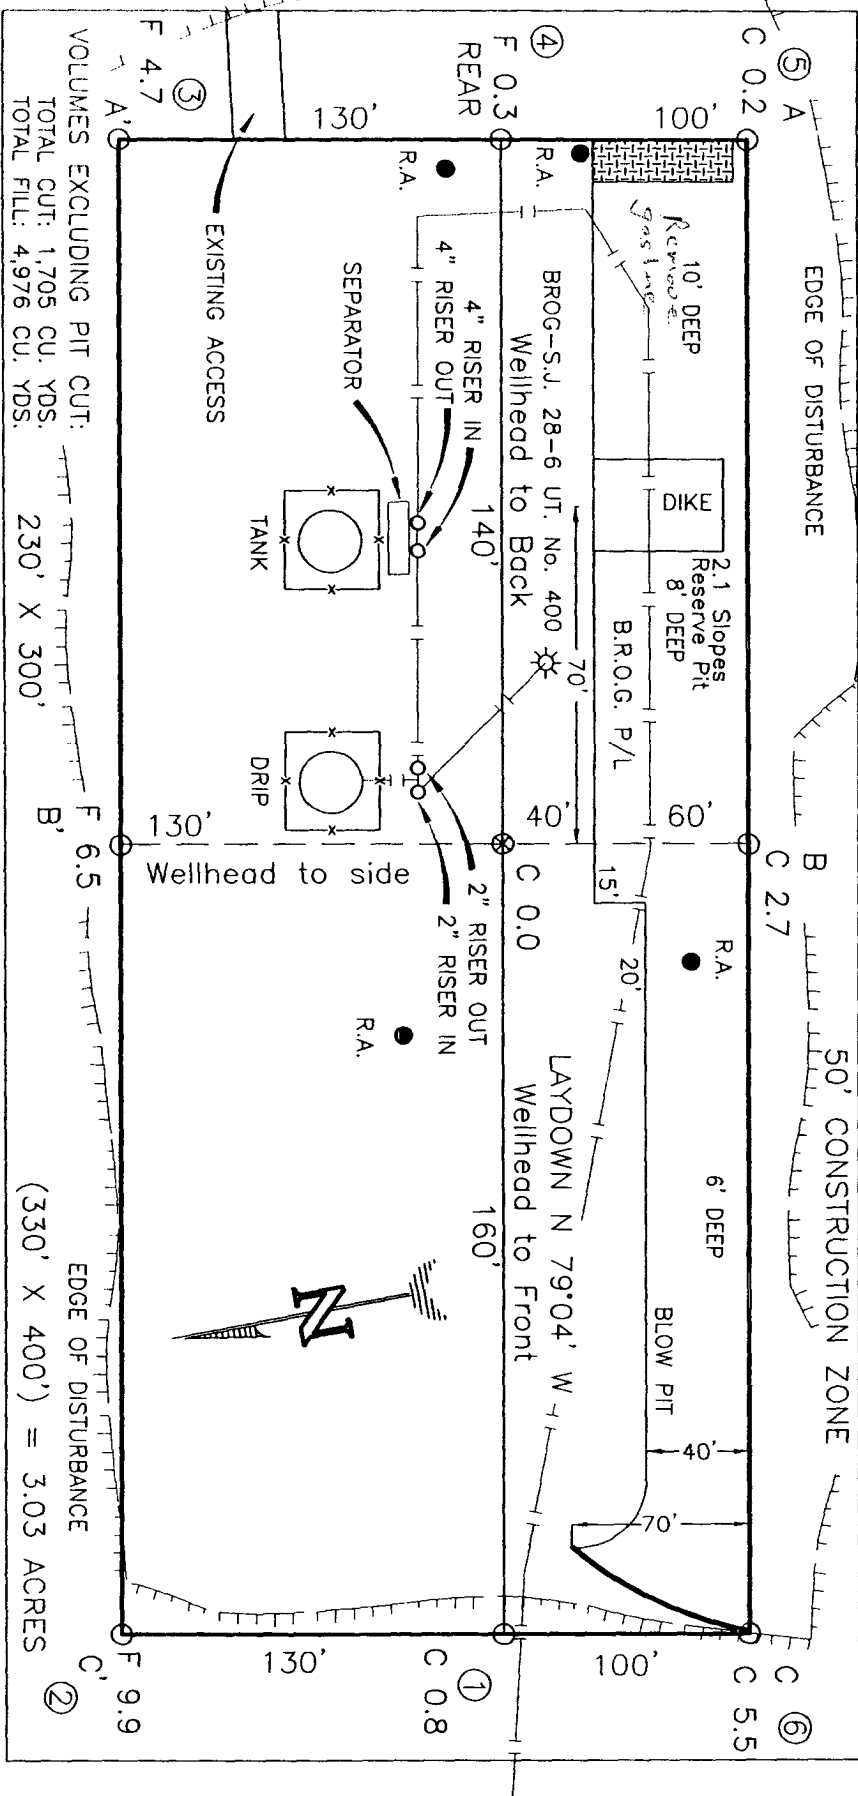 C ⑥
C 5.5
50' CONSTRUCTION ZONE
B
C 2.7
EDGE OF DISTURBANCE
⑤ A
C 0.2
100'
60'
100'
10' DEEP
Remove
gasline
DIKE
2.1 Slopes
Reserve Pit
8' DEEP
R.A.
6' DEEP
BLOW PIT
40'
70'
B.R.O.G. P/L
15'
20'
R.A.
70'
40'
BROG-S.J. 28-6 UT. No. 400
Wellhead to Back
140'
C 0.0
LAYDOWN N 79°04' W
Wellhead to Front
160'
④
F 0.3
REAR
①
C 0.8
R.A.
4" RISER IN
4" RISER OUT
SEPARATOR
TANK
DRIP
2" RISER OUT
2" RISER IN
R.A.
130'
130'
Wellhead to side
130'
N
EXISTING ACCESS
③
F 4.7
A'
F 6.5
B'
F 9.9
C'
②
EDGE OF DISTURBANCE
VOLUMES EXCLUDING PIT CUT:
TOTAL CUT: 1,705 CU. YDS.
TOTAL FILL: 4,976 CU. YDS.
230' X 300'
(330' X 400') = 3.03 ACRES